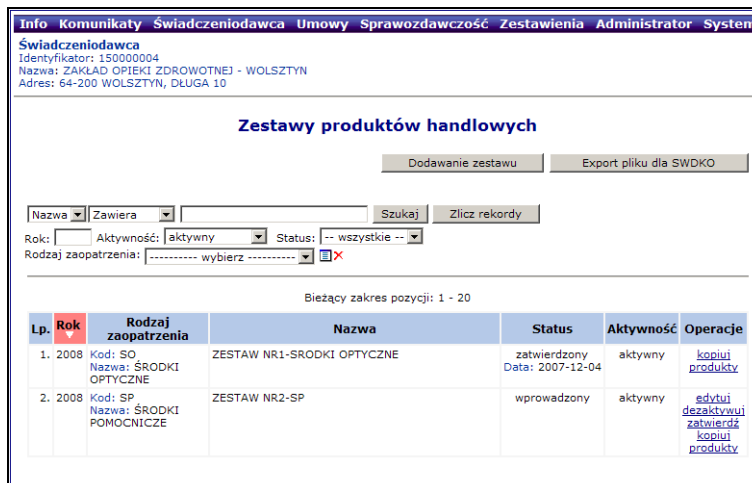 Info Komunikaty Świadczeniodawca Umowy Sprawozdawczość Zestawienia Administrator System
Świadczeniodawca
Identyfikator: 150000004
Nazwa: ZAKŁAD OPIEKI ZDROWOTNEJ - WOLSZTYN
Adres: 64-200 WOLSZTYN, DŁUGA 10
Zestawy produktów handlowych
Dodawanie zestawu Export pliku dla SWDKO
Nazwa Zawiera Szukaj Zlicz rekordy
Rok: Aktywność: aktywny Status: -- wszystkie --
Rodzaj zaopatrzenia: ---------- wybierz ----------
Bieżący zakres pozycji: 1 - 20
Lp. Rok Rodzaj zaopatrzenia Nazwa Status Aktywność Operacje
1. 2008 Kod: SO ZESTAW NR1-SRODKI OPTYCZNE zatwierdzony aktywny kopiuj
Nazwa: ŚRODKI Data: 2007-12-04 produkty
OPTYCZNE
2. 2008 Kod: SP ZESTAW NR2-SP wprowadzony aktywny edytuj
Nazwa: ŚRODKI dezaktywuj
POMOCNICZE zatwierdź
kopiuj
produkty